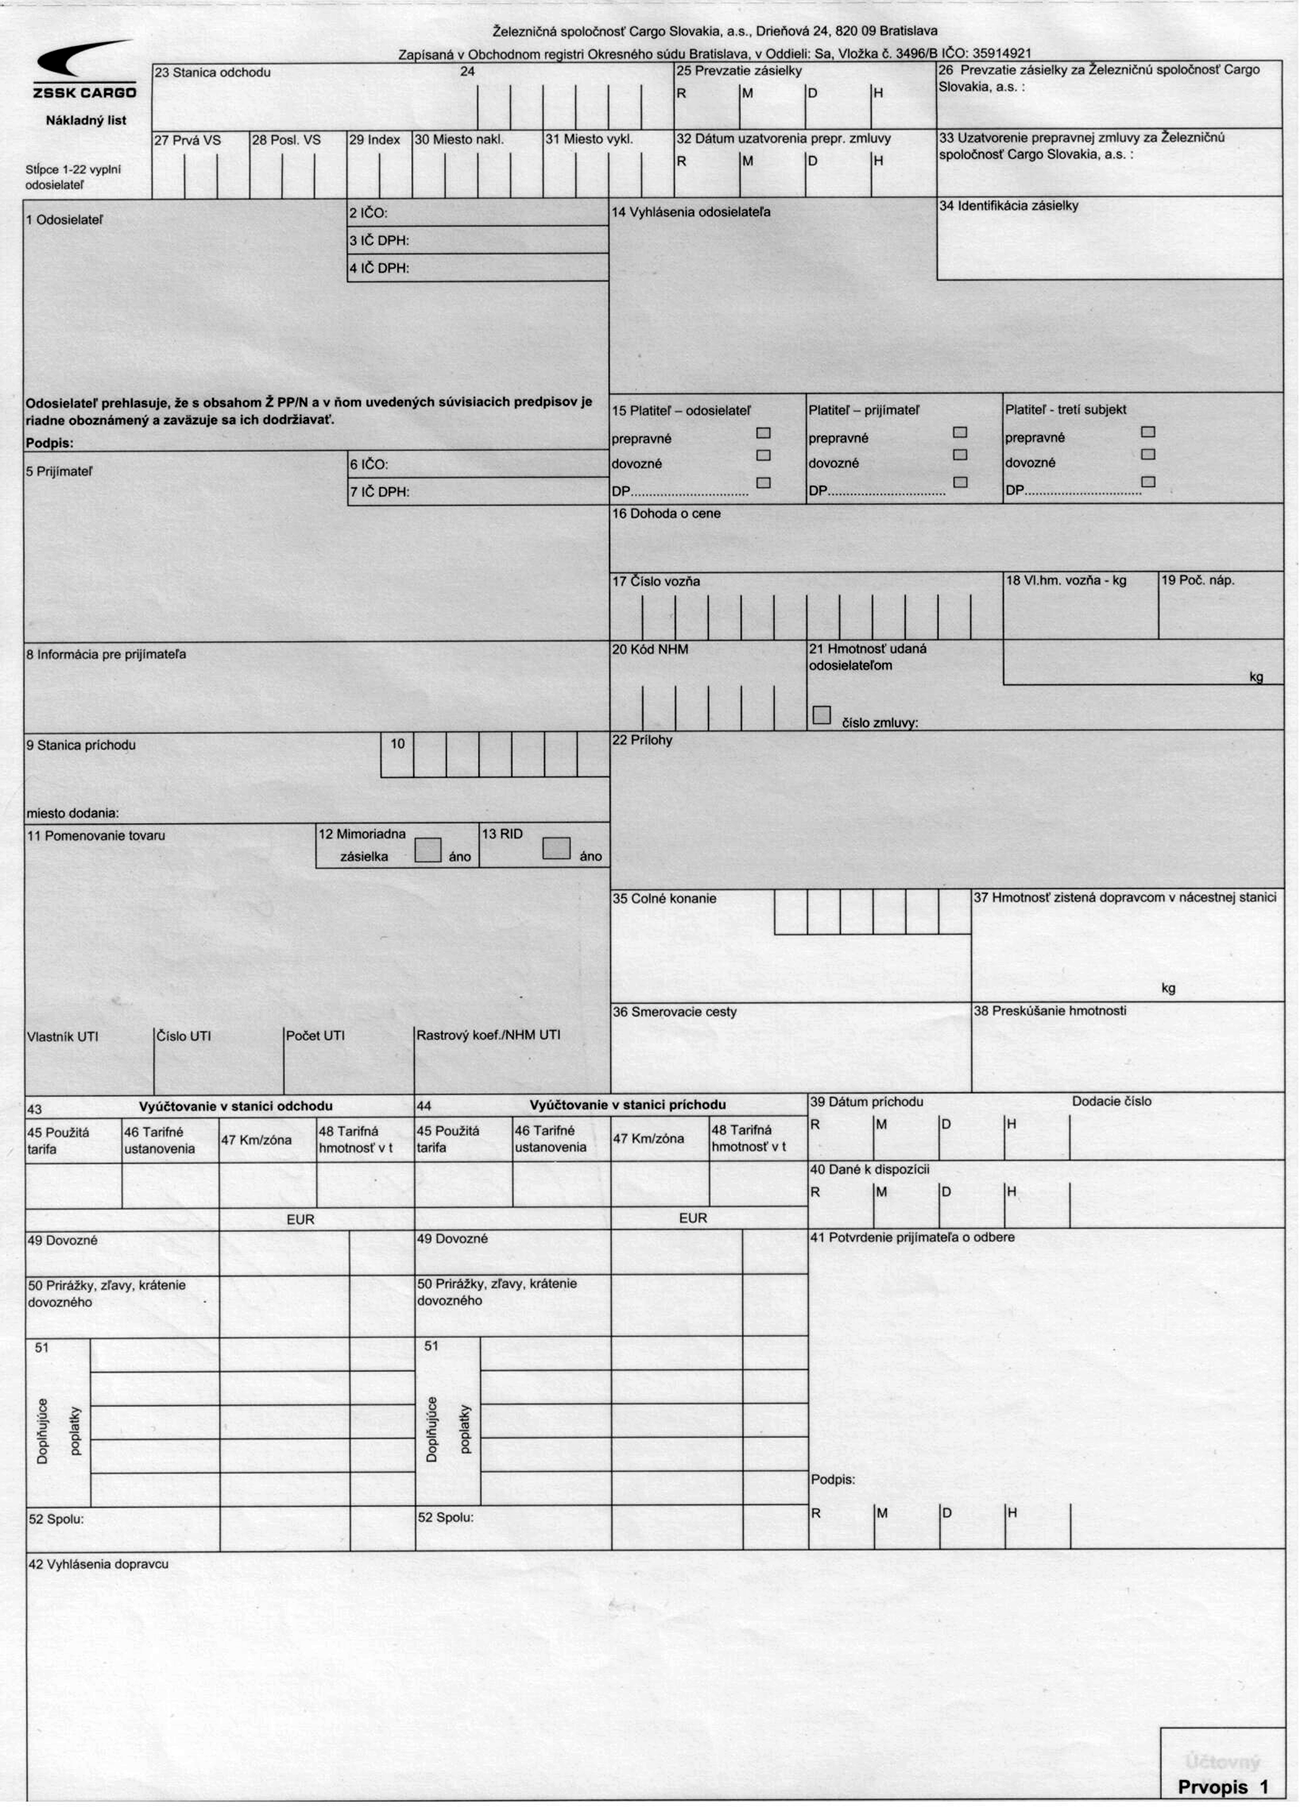 Železničná spoločnosť Cargo Slovakia, a.s., Drieňová 24, 820 09 Bratislava
Zapísaná v Obchodnom registri Okresného súdu Bratislava, v Oddieli: Sa, Vložka č. 3496/B IČO: 35914921
ZSSK CARGO
Nákladný list
Stĺpce 1-22 vyplní
odosielateľ
23 Stanica odchodu 24
25 Prevzatie zásielky
R M D H
26 Prevzatie zásielky za Železničnú spoločnosť Cargo
Slovakia, a.s. :
27 Prvá VS 28 Posl. VS 29 Index 30 Miesto nakl. 31 Miesto vykl.
32 Dátum uzatvorenia prepr. zmluvy
R M D H
33 Uzatvorenie prepravnej zmluvy za Železničnú
spoločnosť Cargo Slovakia, a.s. :
1 Odosielateľ
2 IČO:
3 IČ DPH:
4 IČ DPH:
14 Vyhlásenia odosielateľa
34 Identifikácia zásielky
Odosielateľ prehlasuje, že s obsahom Ž PP/N a v ňom uvedených súvisiacich predpisov je
riadne oboznámený a zaväzuje sa ich dodržiavať.
Podpis:
15 Platiteľ – odosielateľ Platiteľ – prijímateľ Platiteľ - tretí subjekt
prepravné prepravné prepravné
dovozné dovozné dovozné
DP.................................. DP.................................. DP..................................
5 Prijímateľ
6 IČO:
7 IČ DPH:
16 Dohoda o cene
17 Číslo vozňa 18 Vl.hm. vozňa - kg 19 Poč. náp.
8 Informácia pre prijímateľa
20 Kód NHM
21 Hmotnosť udaná
odosielateľom
kg
číslo zmluvy:
9 Stanica príchodu 10
miesto dodania:
22 Prílohy
11 Pomenovanie tovaru
12 Mimoriadna
zásielka áno
13 RID
áno
35 Colné konanie
37 Hmotnosť zistená dopravcom v nácestnej stanici
kg
36 Smerovacie cesty
38 Preskúšanie hmotnosti
Vlastník UTI Číslo UTI Počet UTI Rastrový koef./NHM UTI
43 Vyúčtovanie v stanici odchodu
44 Vyúčtovanie v stanici príchodu
39 Dátum príchodu Dodacie číslo
R M D H
45 Použitá
tarifa
46 Tarifné
ustanovenia
47 Km/zóna
48 Tarifná
hmotnosť v t
45 Použitá
tarifa
46 Tarifné
ustanovenia
47 Km/zóna
48 Tarifná
hmotnosť v t
40 Dané k dispozícii
R M D H
EUR EUR
49 Dovozné 49 Dovozné
41 Potvrdenie prijímateľa o odbere
50 Prirážky, zľavy, krátenie
dovozného
50 Prirážky, zľavy, krátenie
dovozného
51
Doplňujúce
poplatky
51
Doplňujúce
poplatky
Podpis:
R M D H
52 Spolu: 52 Spolu:
42 Vyhlásenia dopravcu
Účtovný
Prvopis 1